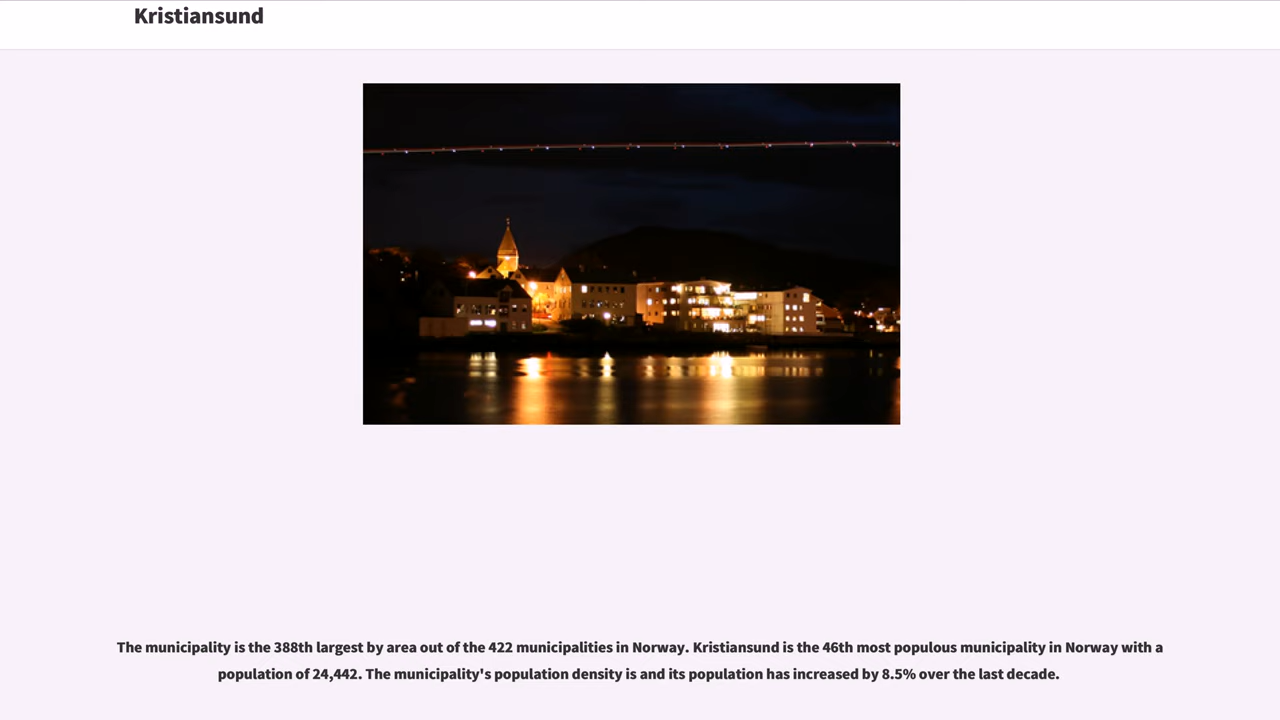 Kristiansund
The municipality is the 388th largest by area out of the 422 municipalities in Norway. Kristiansund is the 46th most populous municipality in Norway with a
population of 24,442. The municipality's population density is and its population has increased by 8.5% over the last decade.